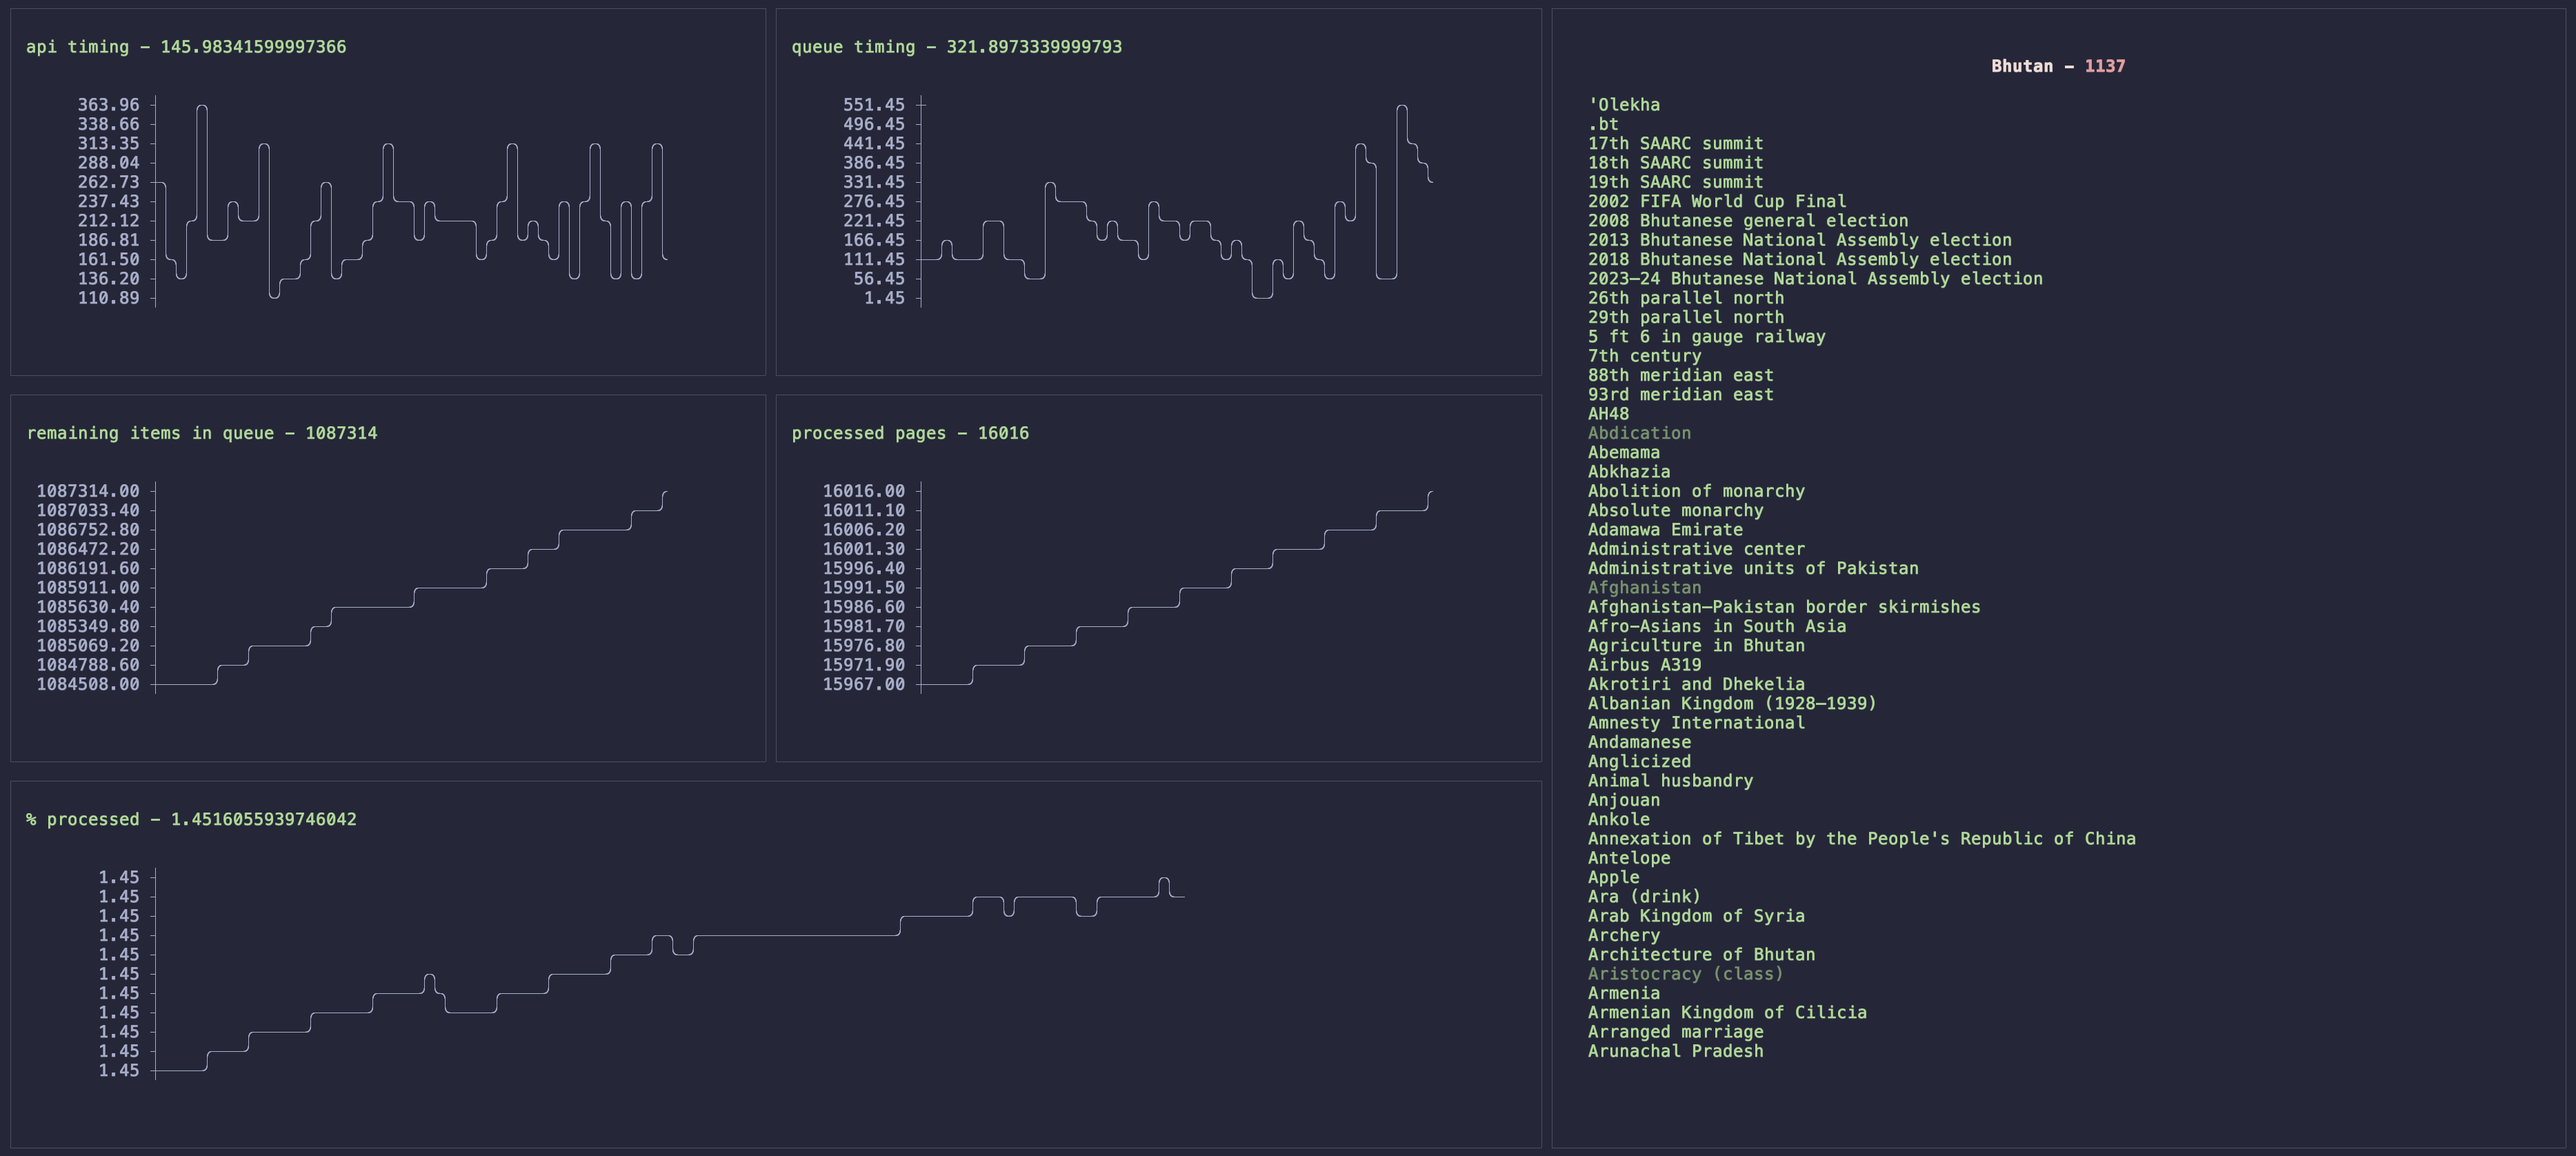 api timing – 145.98341599997366
363.96
338.66
313.35
288.04
262.73
237.43
212.12
186.81
161.50
136.20
110.89
queue timing – 321.8973339999793
551.45
496.45
441.45
386.45
331.45
276.45
221.45
166.45
111.45
56.45
1.45
remaining items in queue – 1087314
1087314.00
1087033.40
1086752.80
1086472.20
1086191.60
1085911.00
1085630.40
1085349.80
1085069.20
1084788.60
1084508.00
processed pages – 16016
16016.00
16011.10
16006.20
16001.30
15996.40
15991.50
15986.60
15981.70
15976.80
15971.90
15967.00
% processed – 1.4516055939746042
1.45
1.45
1.45
1.45
1.45
1.45
1.45
1.45
1.45
1.45
1.45
Bhutan – 1137
'Olekha
.bt
17th SAARC summit
18th SAARC summit
19th SAARC summit
2002 FIFA World Cup Final
2008 Bhutanese general election
2013 Bhutanese National Assembly election
2018 Bhutanese National Assembly election
2023–24 Bhutanese National Assembly election
26th parallel north
29th parallel north
5 ft 6 in gauge railway
7th century
88th meridian east
93rd meridian east
AH48
Abdication
Abemama
Abkhazia
Abolition of monarchy
Absolute monarchy
Adamawa Emirate
Administrative center
Administrative units of Pakistan
Afghanistan
Afghanistan–Pakistan border skirmishes
Afro-Asians in South Asia
Agriculture in Bhutan
Airbus A319
Akrotiri and Dhekelia
Albanian Kingdom (1928–1939)
Amnesty International
Andamanese
Anglicized
Animal husbandry
Anjouan
Ankole
Annexation of Tibet by the People's Republic of China
Antelope
Apple
Ara (drink)
Arab Kingdom of Syria
Archery
Architecture of Bhutan
Aristocracy (class)
Armenia
Armenian Kingdom of Cilicia
Arranged marriage
Arunachal Pradesh